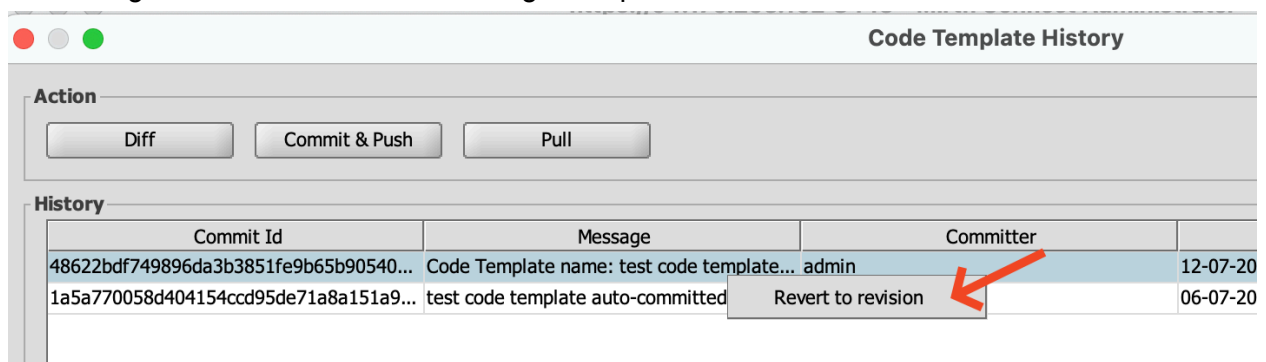 Code Template History
Action
Diff Commit & Push Pull
History
Commit Id Message Committer
48622bdf749896da3b3851fe9b65b90540... Code Template name: test code template... admin 12-07-20
1a5a770058d404154ccd95de71a8a151a9... test code template auto-committed 06-07-20
Revert to revision